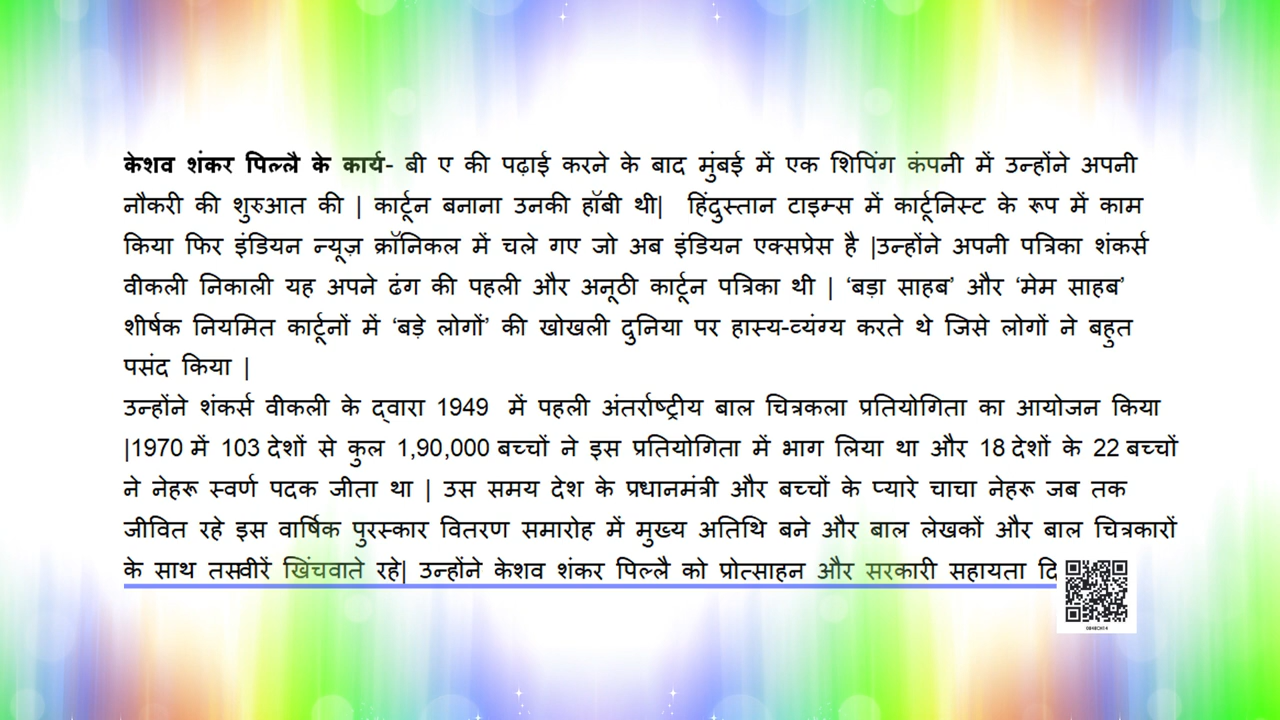 केशव शंकर पिल्लै के कार्य- बी ए की पढ़ाई करने के बाद मुंबई में एक शिपिंग कंपनी में उन्होंने अपनी
नौकरी की शुरुआत की | कार्टून बनाना उनकी हॉबी थी| हिंदुस्तान टाइम्स में कार्टूनिस्ट के रूप में काम
किया फिर इंडियन न्यूज़ क्रॉनिकल में चले गए जो अब इंडियन एक्सप्रेस है |उन्होंने अपनी पत्रिका शंकर्स
वीकली निकाली यह अपने ढंग की पहली और अनूठी कार्टून पत्रिका थी | ‘बड़ा साहब’ और ‘मेम साहब’
शीर्षक नियमित कार्टूनों में ‘बड़े लोगों’ की खोखली दुनिया पर हास्य-व्यंग्य करते थे जिसे लोगों ने बहुत
पसंद किया |
उन्होंने शंकर्स वीकली के द्वारा 1949 में पहली अंतर्राष्ट्रीय बाल चित्रकला प्रतियोगिता का आयोजन किया
|1970 में 103 देशों से कुल 1,90,000 बच्चों ने इस प्रतियोगिता में भाग लिया था और 18 देशों के 22 बच्चों
ने नेहरू स्वर्ण पदक जीता था | उस समय देश के प्रधानमंत्री और बच्चों के प्यारे चाचा नेहरू जब तक
जीवित रहे इस वार्षिक पुरस्कार वितरण समारोह में मुख्य अतिथि बने और बाल लेखकों और बाल चित्रकारों
के साथ तसवीरें खिंचवाते रहे| उन्होंने केशव शंकर पिल्लै को प्रोत्साहन और सरकारी सहायता दि